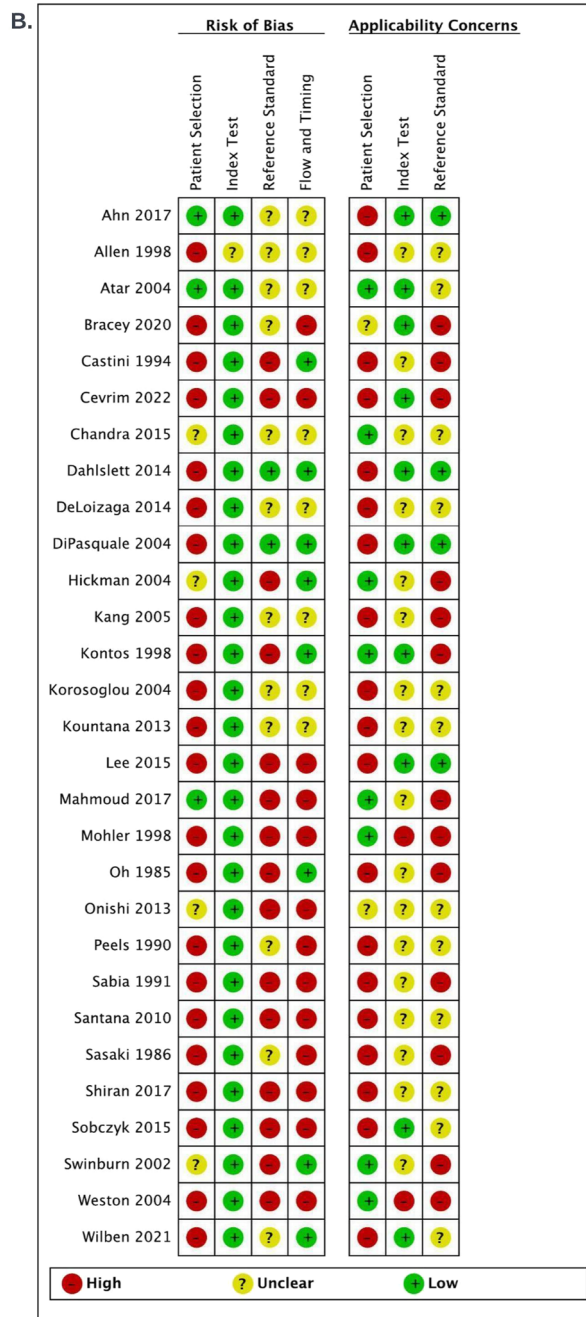 B.
Risk of Bias Applicability Concerns
Patient Selection Index Test Reference Standard Flow and Timing Patient Selection Index Test Reference Standard
Ahn 2017 + + ? ? - + +
Allen 1998 - ? ? ? - ? ?
Atar 2004 + + ? ? + + ?
Bracey 2020 - + ? - ? + -
Castini 1994 - + - + - ? -
Cevrim 2022 - + - - - + -
Chandra 2015 ? + ? ? + ? ?
Dahlslett 2014 - + + + - + +
DeLoizaga 2014 - + ? ? - ? ?
DiPasquale 2004 - + + + - + +
Hickman 2004 ? + - + + ? -
Kang 2005 - + ? ? - ? -
Kontos 1998 - + - + + + -
Korosoglou 2004 - + ? ? - ? ?
Kountana 2013 - + ? ? - ? ?
Lee 2015 - + - - - + +
Mahmoud 2017 + + - - + ? -
Mohler 1998 - + - - + - -
Oh 1985 - + - + - ? -
Onishi 2013 ? + - - ? ? ?
Peels 1990 - + ? - - ? ?
Sabia 1991 - + - - - ? -
Santana 2010 - + - - - ? ?
Sasaki 1986 - + ? - - ? -
Shiran 2017 - + - - - ? ?
Sobczyk 2015 - + - - - + ?
Swinburn 2002 ? + - + + ? -
Weston 2004 - + - - + - -
Wilben 2021 - + ? + - + ?
- High ? Unclear + Low